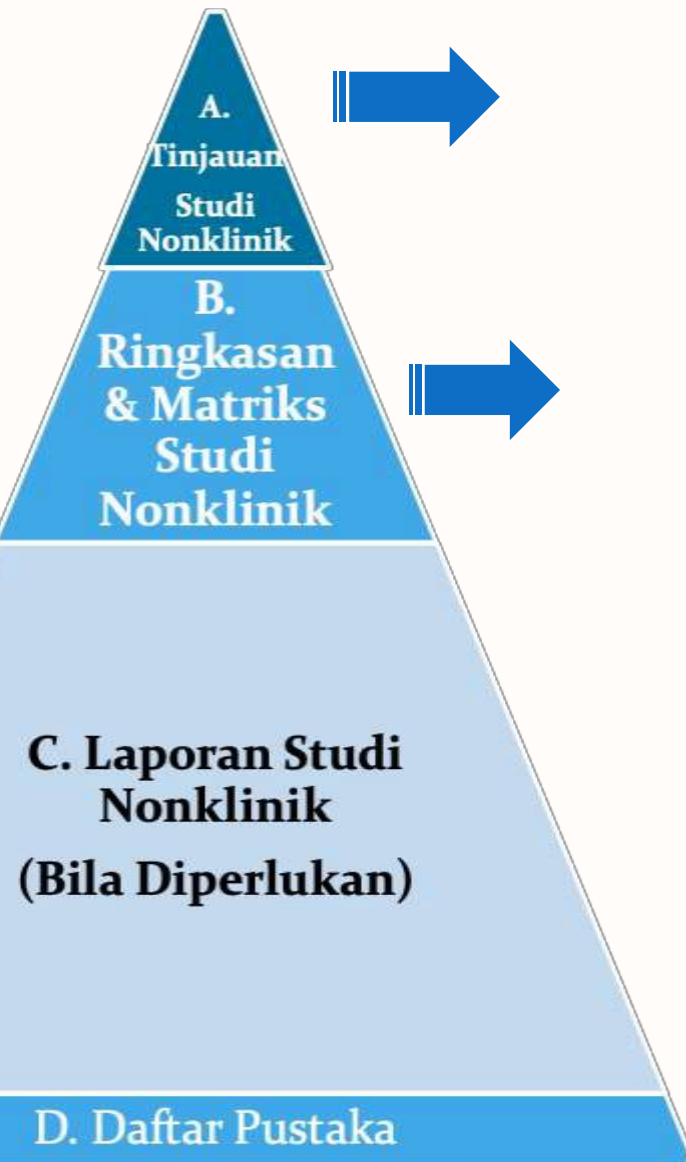 A.
Tinjauan
Studi
Nonklinik
B.
Ringkasan
& Matriks
Studi
Nonklinik
C. Laporan Studi
Nonklinik
(Bila Diperlukan)
D. Daftar Pustaka